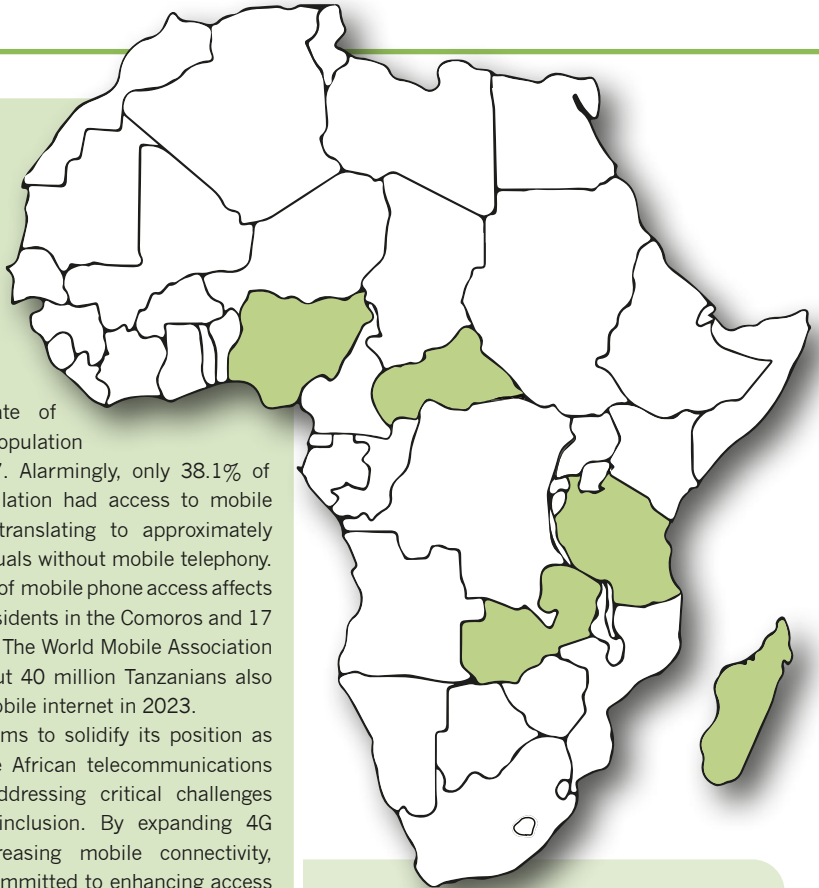 ate of
opulation
7. Alarmingly, only 38.1% of
lation had access to mobile
translating to approximately
uals without mobile telephony.
of mobile phone access affects
sidents in the Comoros and 17
The World Mobile Association
ut 40 million Tanzanians also
obile internet in 2023.
ms to solidify its position as
e African telecommunications
ddressing critical challenges
inclusion. By expanding 4G
reasing mobile connectivity,
mmitted to enhancing access